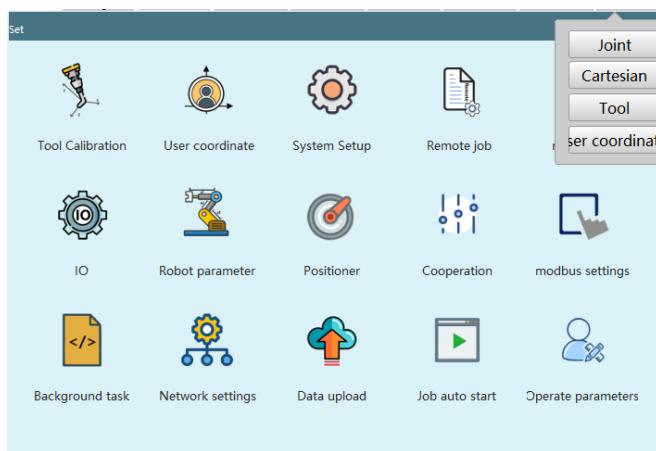 Set
Joint
Cartesian
Tool
ser coordinat
Tool Calibration
User coordinate
System Setup
Remote job
IO
IO
Robot parameter
Positioner
Cooperation
modbus settings
</>
Background task
Network settings
Data upload
Job auto start
Operate parameters